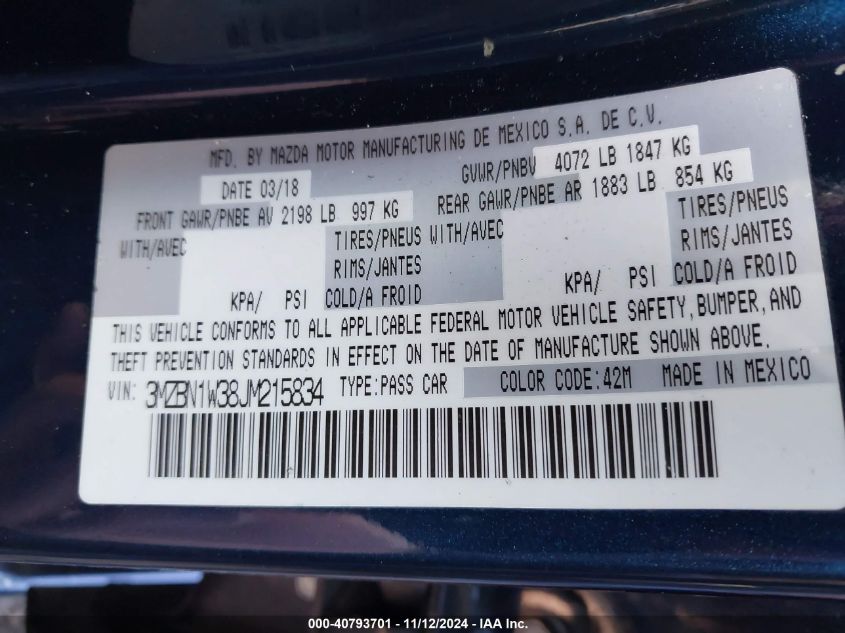 MFD. BY MAZDA MOTOR MANUFACTURING DE MEXICO S.A. DE C.V.
DATE 03/18 GVWR/PNBV 4072 LB 1847 KG
FRONT GAWR/PNBE AV 2198 LB 997 KG REAR GAWR/PNBE AR 1883 LB 854 KG
WITH/AVEC TIRES/PNEUS WITH/AVEC TIRES/PNEUS
RIMS/JANTES RIMS/JANTES
KPA/ PSI COLD/A FROID KPA/ PSI COLD/A FROID
THIS VEHICLE CONFORMS TO ALL APPLICABLE FEDERAL MOTOR VEHICLE SAFETY, BUMPER, AND
THEFT PREVENTION STANDARDS IN EFFECT ON THE DATE OF MANUFACTURE SHOWN ABOVE.
VIN: 3MZBN1W38JM215834 TYPE:PASS CAR COLOR CODE:42M MADE IN MEXICO
000-40793701 - 11/12/2024 - IAA Inc.